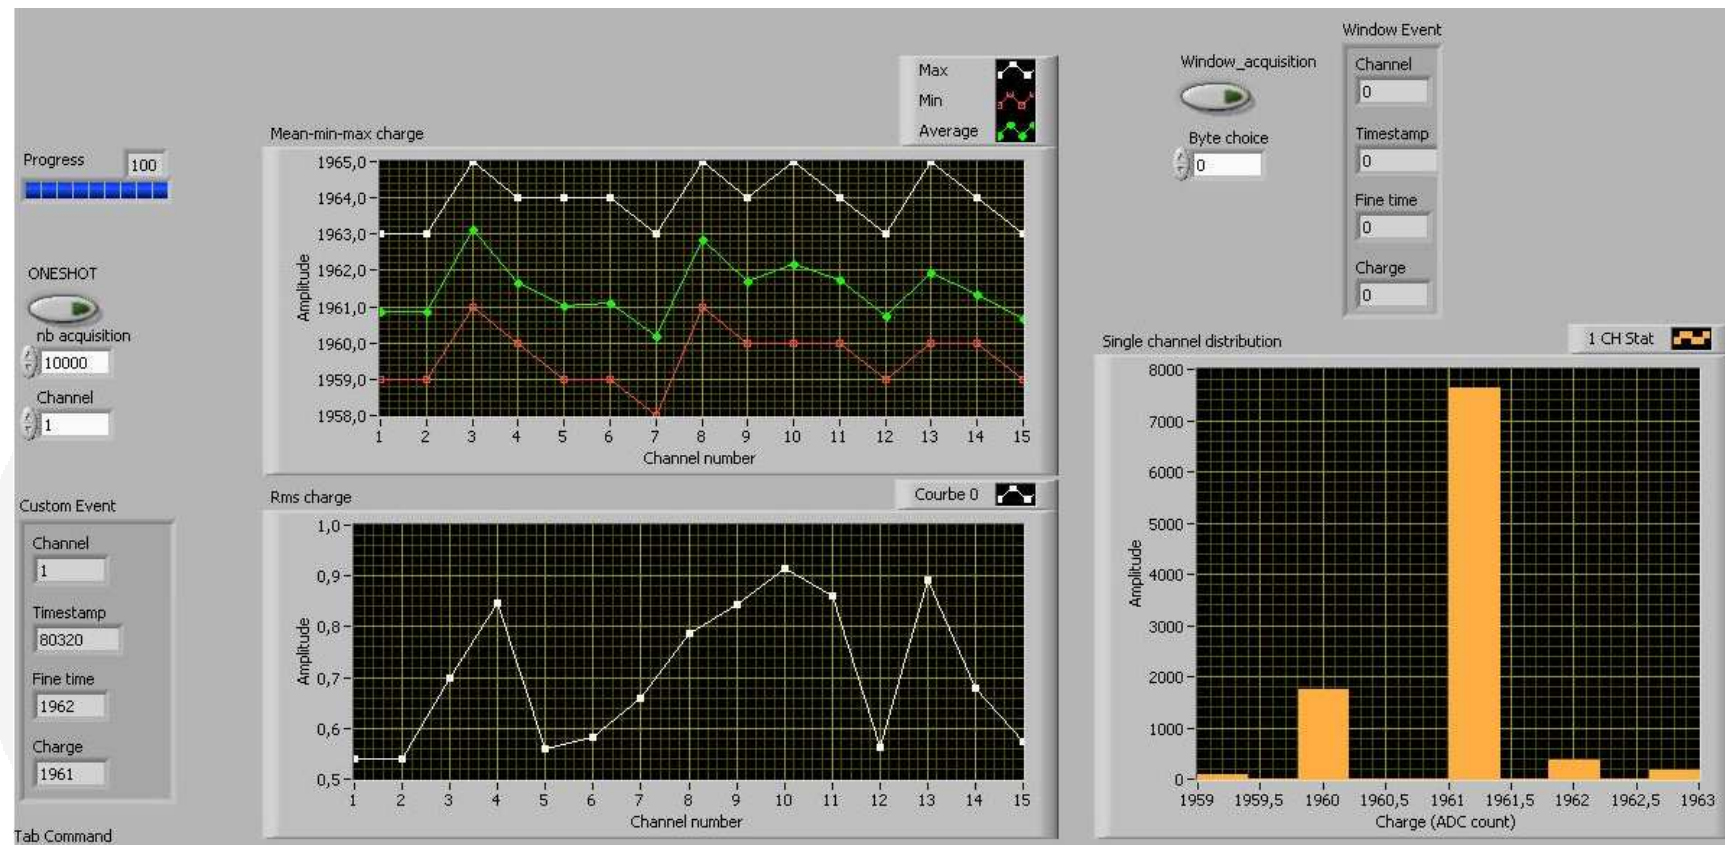 Progress
100
ONESHOT
nb acquisition
10000
Channel
1
Custom Event
Channel
1
Timestamp
80320
Fine time
1962
Charge
1961
Tab Command
Mean-min-max charge
Max
Min
Average
Amplitude
1965,0
1964,0
1963,0
1962,0
1961,0
1960,0
1959,0
1958,0
1 2 3 4 5 6 7 8 9 10 11 12 13 14 15
Channel number
Rms charge
Courbe 0
Amplitude
1,0
0,9
0,8
0,7
0,6
0,5
1 2 3 4 5 6 7 8 9 10 11 12 13 14 15
Channel number
Window_acquisition
Byte choice
0
Window Event
Channel
0
Timestamp
0
Fine time
0
Charge
0
Single channel distribution
1 CH Stat
Amplitude
8000
7000
6000
5000
4000
3000
2000
1000
0
1959 1959,5 1960 1960,5 1961 1961,5 1962 1962,5 1963
Charge (ADC count)